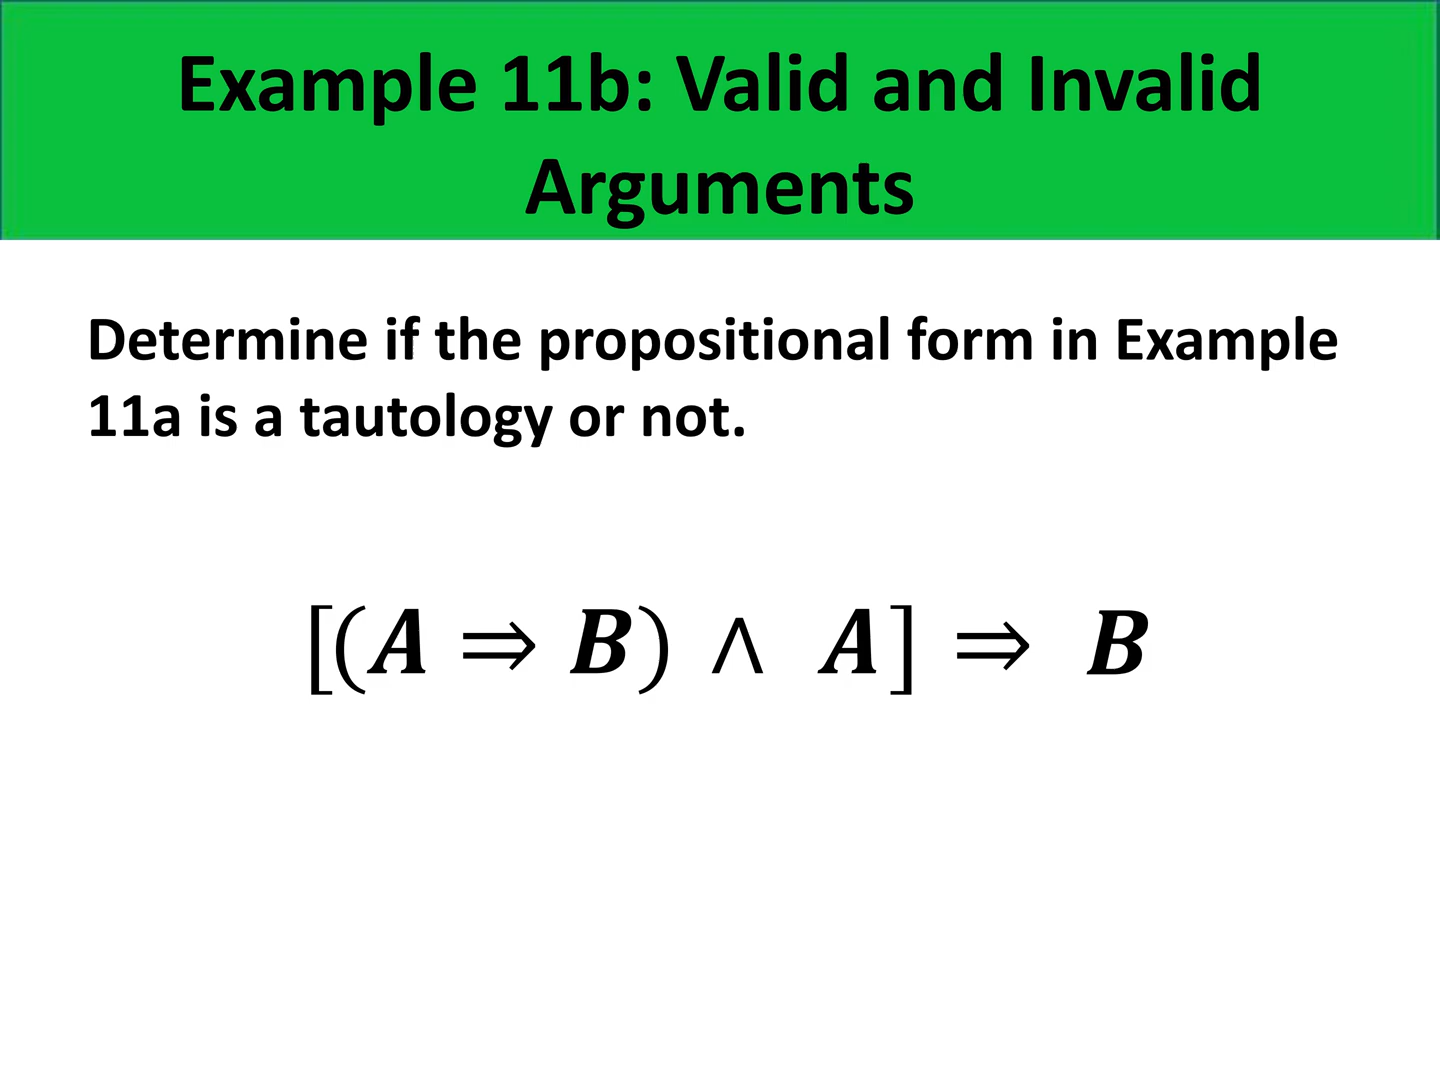 Example 11b: Valid and Invalid
Arguments
Determine if the propositional form in Example
11a is a tautology or not.
[(A ⇒ B) ∧ A] ⇒ B